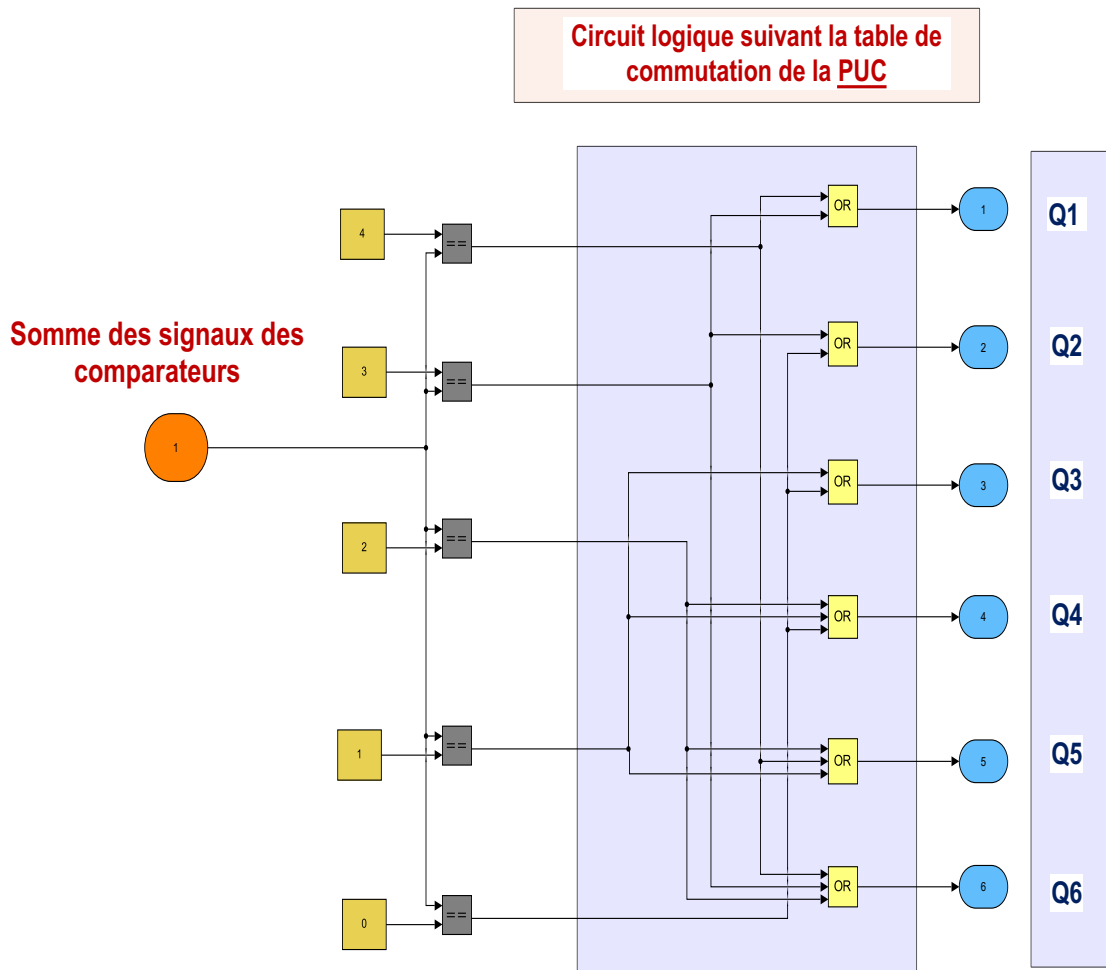 Circuit logique suivant la table de
commutation de la PUC
OR
1
Q1
4
==
Somme des signaux des
comparateurs
OR
2
Q2
3
==
1
OR
3
Q3
2
==
OR
4
Q4
1
==
OR
5
Q5
OR
6
Q6
0
==